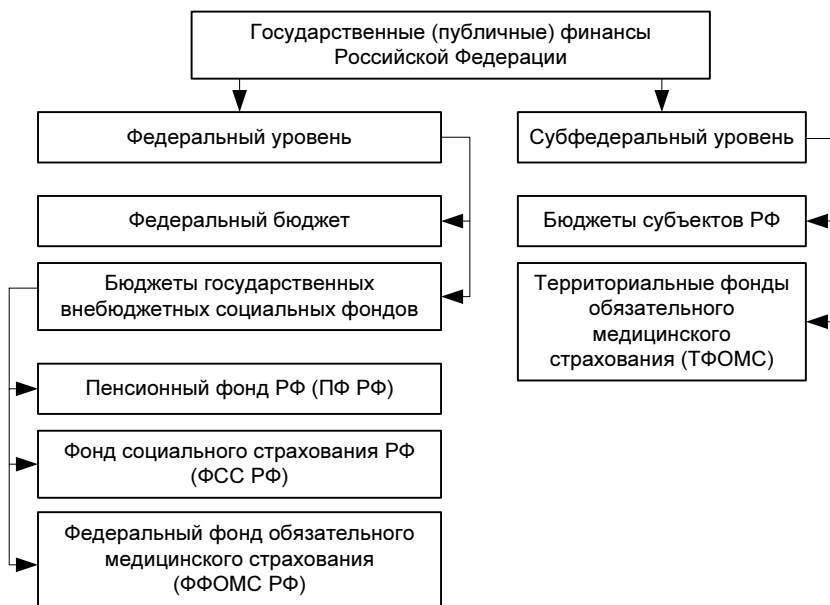 Государственные (публичные) финансы
Российской Федерации
Федеральный уровень
Субфедеральный уровень
Федеральный бюджет
Бюджеты субъектов РФ
Бюджеты государственных
внебюджетных социальных фондов
Территориальные фонды
обязательного
медицинского
страхования (ТФОМС)
Пенсионный фонд РФ (ПФ РФ)
Фонд социального страхования РФ
(ФСС РФ)
Федеральный фонд обязательного
медицинского страхования
(ФФОМС РФ)